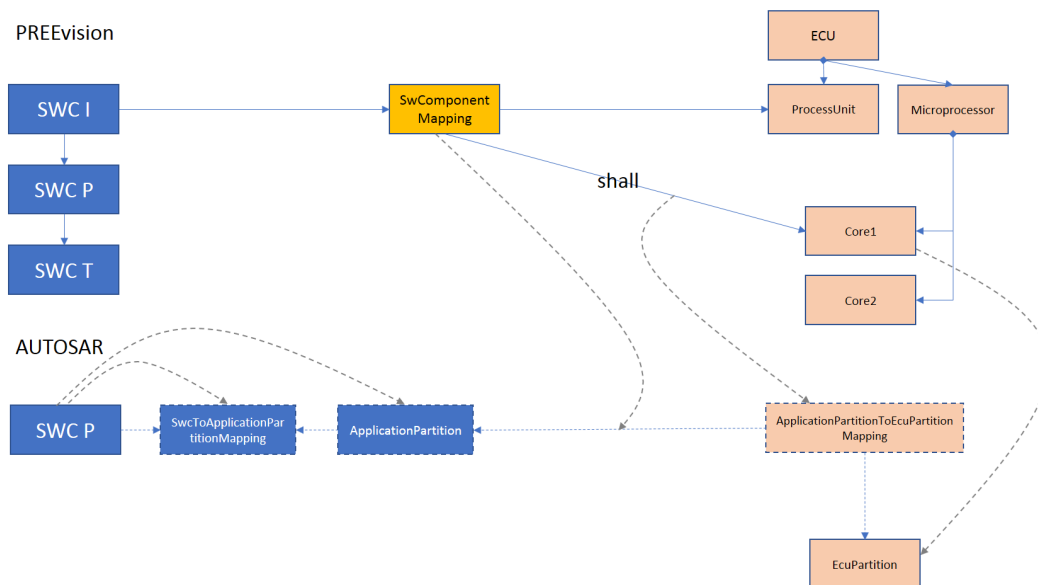 PREEvision
ECU
SWC I
SwComponent
Mapping
ProcessUnit
Microprocessor
SWC P
shall
Core1
SWC T
Core2
AUTOSAR
SWC P
SwcToApplicationPar
titionMapping
ApplicationPartition
ApplicationPartitionToEcuPartition
Mapping
EcuPartition